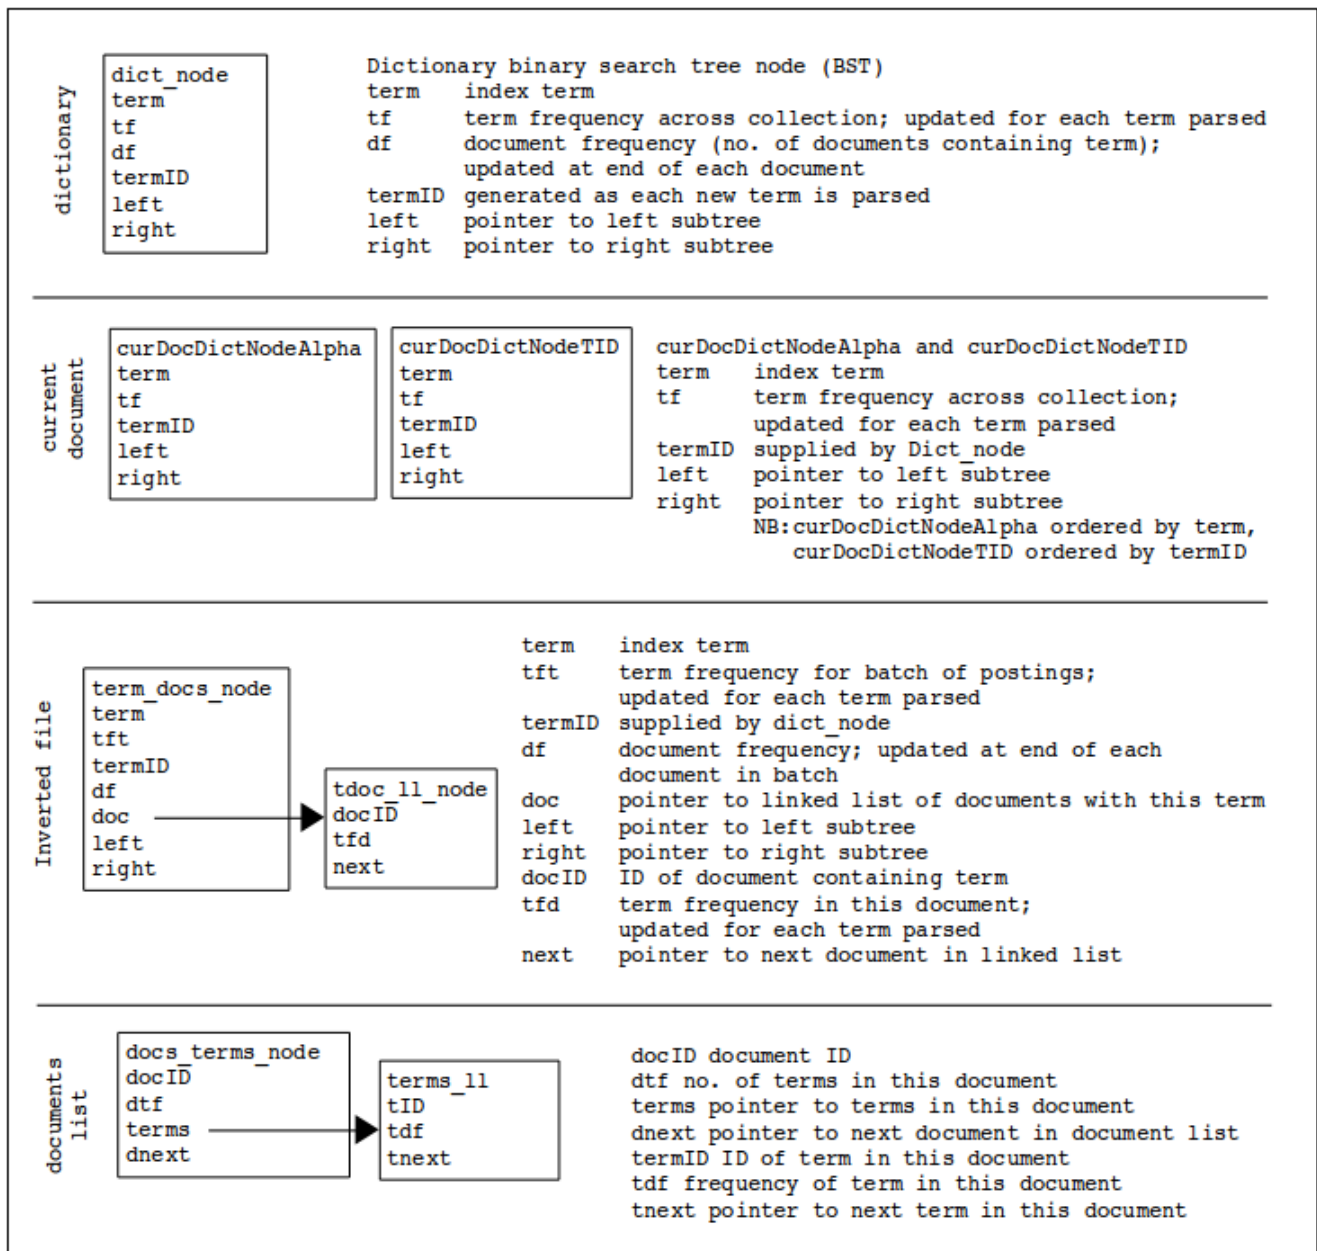 dictionary
dict_node
term
tf
df
termID
left
right
Dictionary binary search tree node (BST)
term index term
tf term frequency across collection; updated for each term parsed
df document frequency (no. of documents containing term);
updated at end of each document
termID generated as each new term is parsed
left pointer to left subtree
right pointer to right subtree
current
document
curDocDictNodeAlpha
term
tf
termID
left
right
curDocDictNodeTID
term
tf
termID
left
right
curDocDictNodeAlpha and curDocDictNodeTID
term index term
tf term frequency across collection;
updated for each term parsed
termID supplied by Dict_node
left pointer to left subtree
right pointer to right subtree
NB:curDocDictNodeAlpha ordered by term,
curDocDictNodeTID ordered by termID
Inverted file
term_docs_node
term
tft
termID
df
doc
left
right
tdoc_ll_node
docID
tfd
next
term index term
tft term frequency for batch of postings;
updated for each term parsed
termID supplied by dict_node
df document frequency; updated at end of each
document in batch
doc pointer to linked list of documents with this term
left pointer to left subtree
right pointer to right subtree
docID ID of document containing term
tfd term frequency in this document;
updated for each term parsed
next pointer to next document in linked list
documents
list
docs_terms_node
docID
dtf
terms
dnext
terms_ll
tID
tdf
tnext
docID document ID
dtf no. of terms in this document
terms pointer to terms in this document
dnext pointer to next document in document list
termID ID of term in this document
tdf frequency of term in this document
tnext pointer to next term in this document